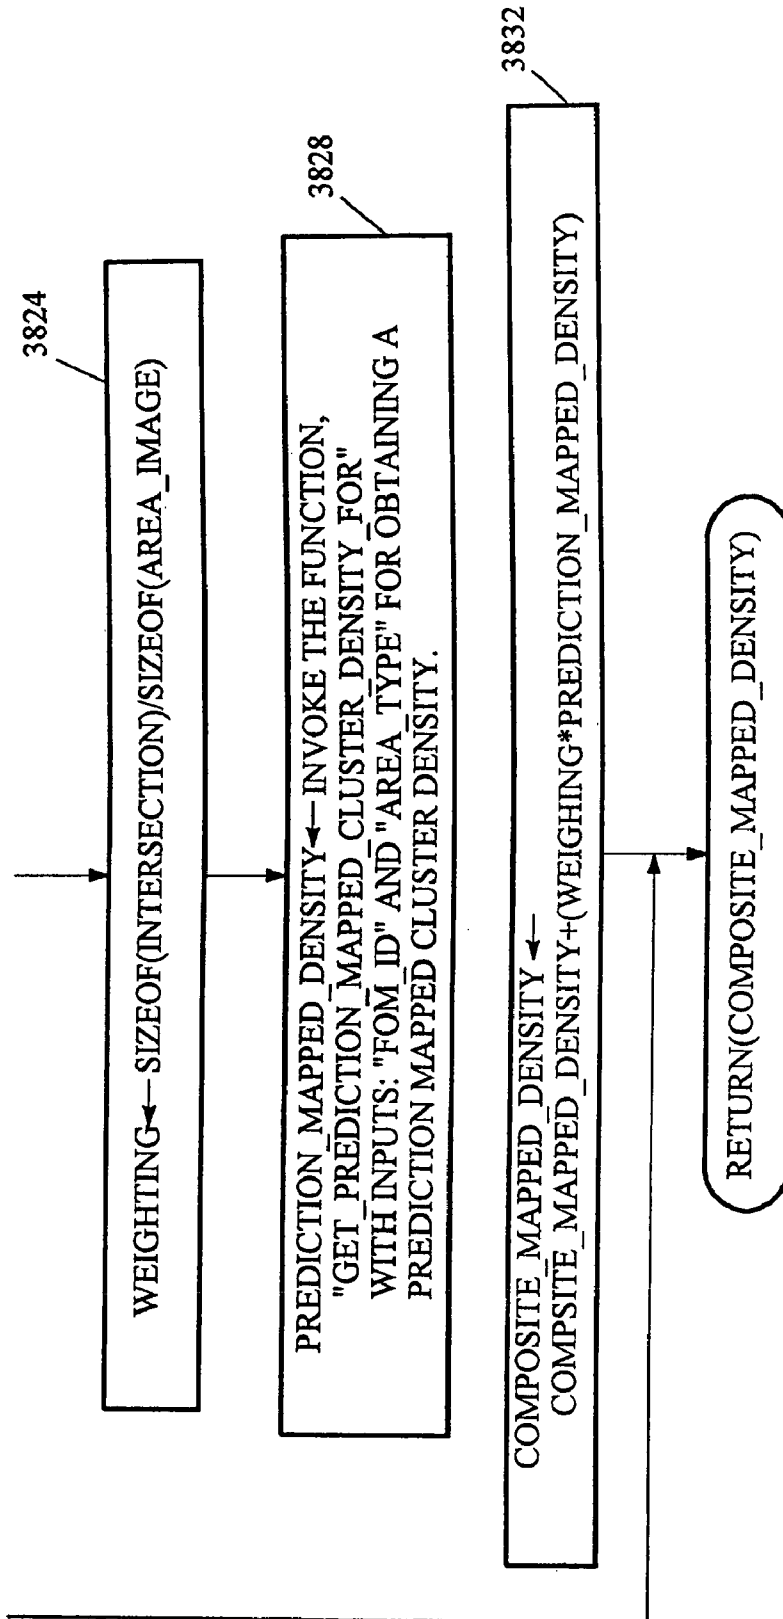 3824
WEIGHTING← SIZEOF(INTERSECTION)/SIZEOF(AREA_IMAGE)
3828
PREDICTION_MAPPED_DENSITY← INVOKE THE FUNCTION,
"GET_PREDICTION_MAPPED_CLUSTER_DENSITY_FOR"
WITH INPUTS: "FOM_ID" AND "AREA_TYPE" FOR OBTAINING A
PREDICTION MAPPED CLUSTER DENSITY.
3832
COMPOSITE_MAPPED_DENSITY ←
COMPSITE_MAPPED_DENSITY+(WEIGHING*PREDICTION_MAPPED_DENSITY)
RETURN(COMPOSITE_MAPPED_DENSITY)